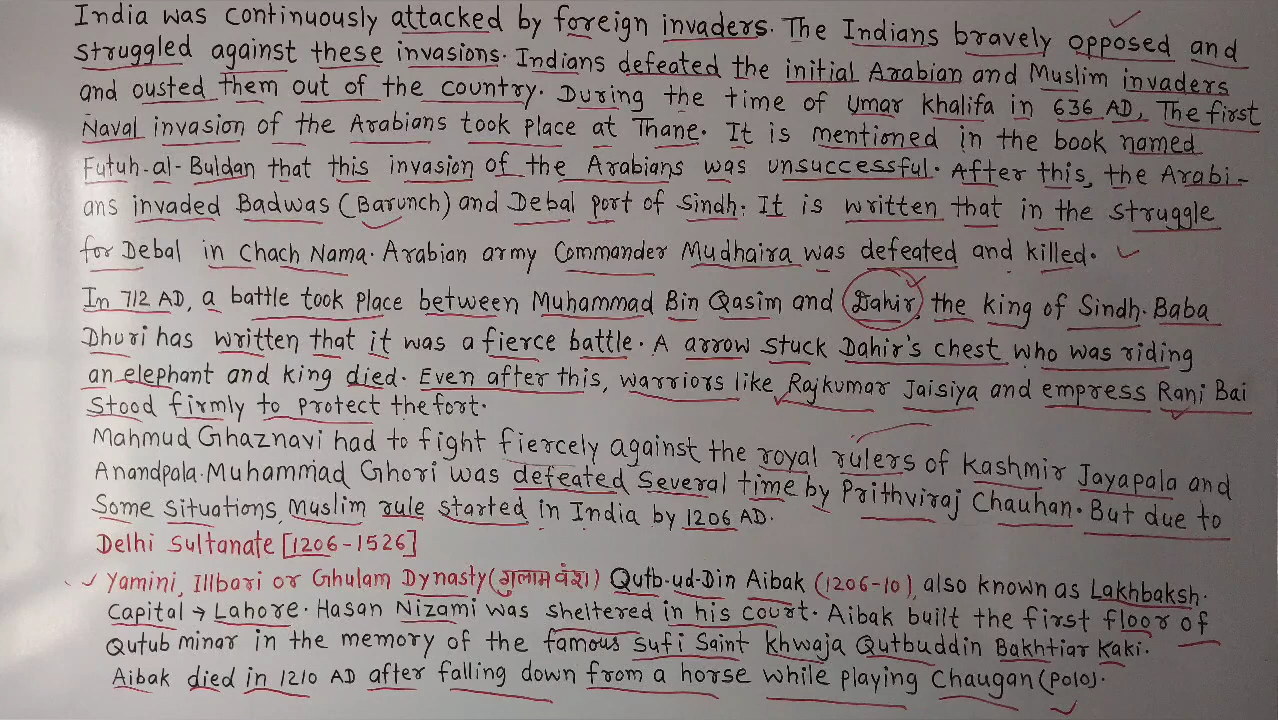 India was continuously attacked by foreign invaders. The Indians bravely opposed and
struggled against these invasions. Indians defeated the initial Arabian and Muslim invaders
and ousted them out of the country. During the time of Umar Khalifa in 636 AD, The first
Naval invasion of the Arabians took place at Thane. It is mentioned in the book named
Futuh-al-Buldan that this invasion of the Arabians was unsuccessful. After this, the Arabi-
ans invaded Badwas (Barunch) and Debal port of Sindh. It is written that in the struggle
for Debal in Chach Nama. Arabian army Commander Mudhaira was defeated and killed.
In 712 AD, a battle took place between Muhammad Bin Qasim and Dahir, the king of Sindh. Baba
Dhuri has written that it was a fierce battle. A arrow stuck Dahir's chest who was riding
an elephant and king died. Even after this, warriors like Rajkumar Jaisiya and empress Rani Bai
stood firmly to protect the fort.
Mahmud Ghaznavi had to fight fiercely against the royal rulers of Kashmir Jayapala and
Anandpala. Muhammad Ghori was defeated several time by Prithviraj Chauhan. But due to
Some situations, Muslim rule started in India by 1206 AD.
Delhi Sultanate [1206-1526]
Yamini, Illbari or Ghulam Dynasty (गुलाम वंश) Qutb-ud-Din Aibak (1206-10), also known as Lakhbaksh.
Capital → Lahore. Hasan Nizami was sheltered in his court. Aibak built the first floor of
Qutub minar in the memory of the famous sufi saint Khwaja Qutbuddin Bakhtiar Kaki.
Aibak died in 1210 AD after falling down from a horse while playing Chaugan (polo).